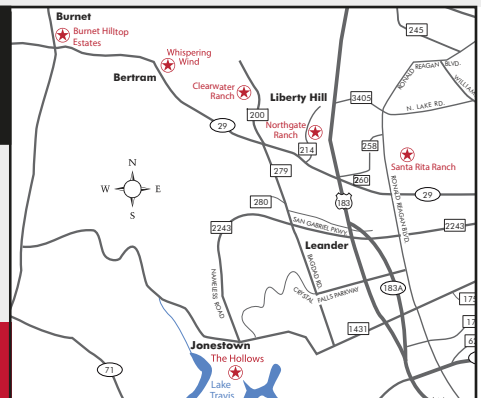 Burnet
Burnet Hilltop
Estates
245
Whispering
Wind
RONALD REAGAN BLVD.
Bertram
Clearwater
Ranch
Liberty Hill
3405
N. LAKE RD.
200
29
Northgate
Ranch
214
258
Santa Rita Ranch
279
260
N
W
E
S
280
183
29
RONALD REAGAN BLVD.
2243
SAN GABRIEL PKWY.
2243
Leander
NAMELESS ROAD
BAGDAD RD.
CRYSTAL FALLS PARKWAY
183A
1431
Jonestown
The Hollows
71
Lake
Travis